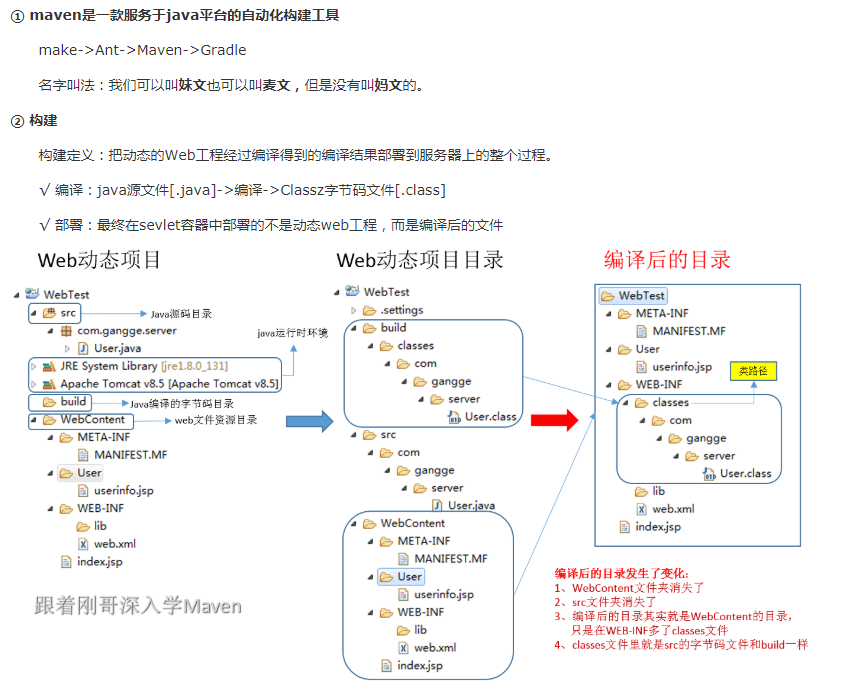 ① maven是一款服务于java平台的自动化构建工具
make->Ant->Maven->Gradle
名字叫法：我们可以叫妹文也可以叫麦文，但是没有叫妈文的。
② 构建
构建定义：把动态的Web工程经过编译得到的编译结果部署到服务器上的整个过程。
√ 编译：java源文件[.java]->编译->Classz字节码文件[.class]
√ 部署：最终在sevlet容器中部署的不是动态web工程，而是编译后的文件
Web动态项目
WebTest
src
Java源码目录
com.gangge.server
User.java
java运行时环境
JRE System Library [jre1.8.0_131]
Apache Tomcat v8.5 [Apache Tomcat v8.5]
build
Java编译的字节码目录
WebContent
web文件资源目录
META-INF
MANIFEST.MF
User
userinfo.jsp
WEB-INF
lib
web.xml
index.jsp
跟着刚哥深入学Maven
Web动态项目目录
WebTest
.settings
build
classes
com
gangge
server
User.class
src
com
gangge
server
User.java
WebContent
META-INF
MANIFEST.MF
User
userinfo.jsp
WEB-INF
lib
web.xml
index.jsp
编译后的目录
WebTest
META-INF
MANIFEST.MF
User
userinfo.jsp
类路径
WEB-INF
classes
com
gangge
server
User.class
lib
web.xml
index.jsp
编译后的目录发生了变化:
1、WebContent文件夹消失了
2、src文件夹消失了
3、编译后的目录其实就是WebContent的目录，
只是在WEB-INF多了classes文件
4、classes文件里就是src的字节码文件和build一样